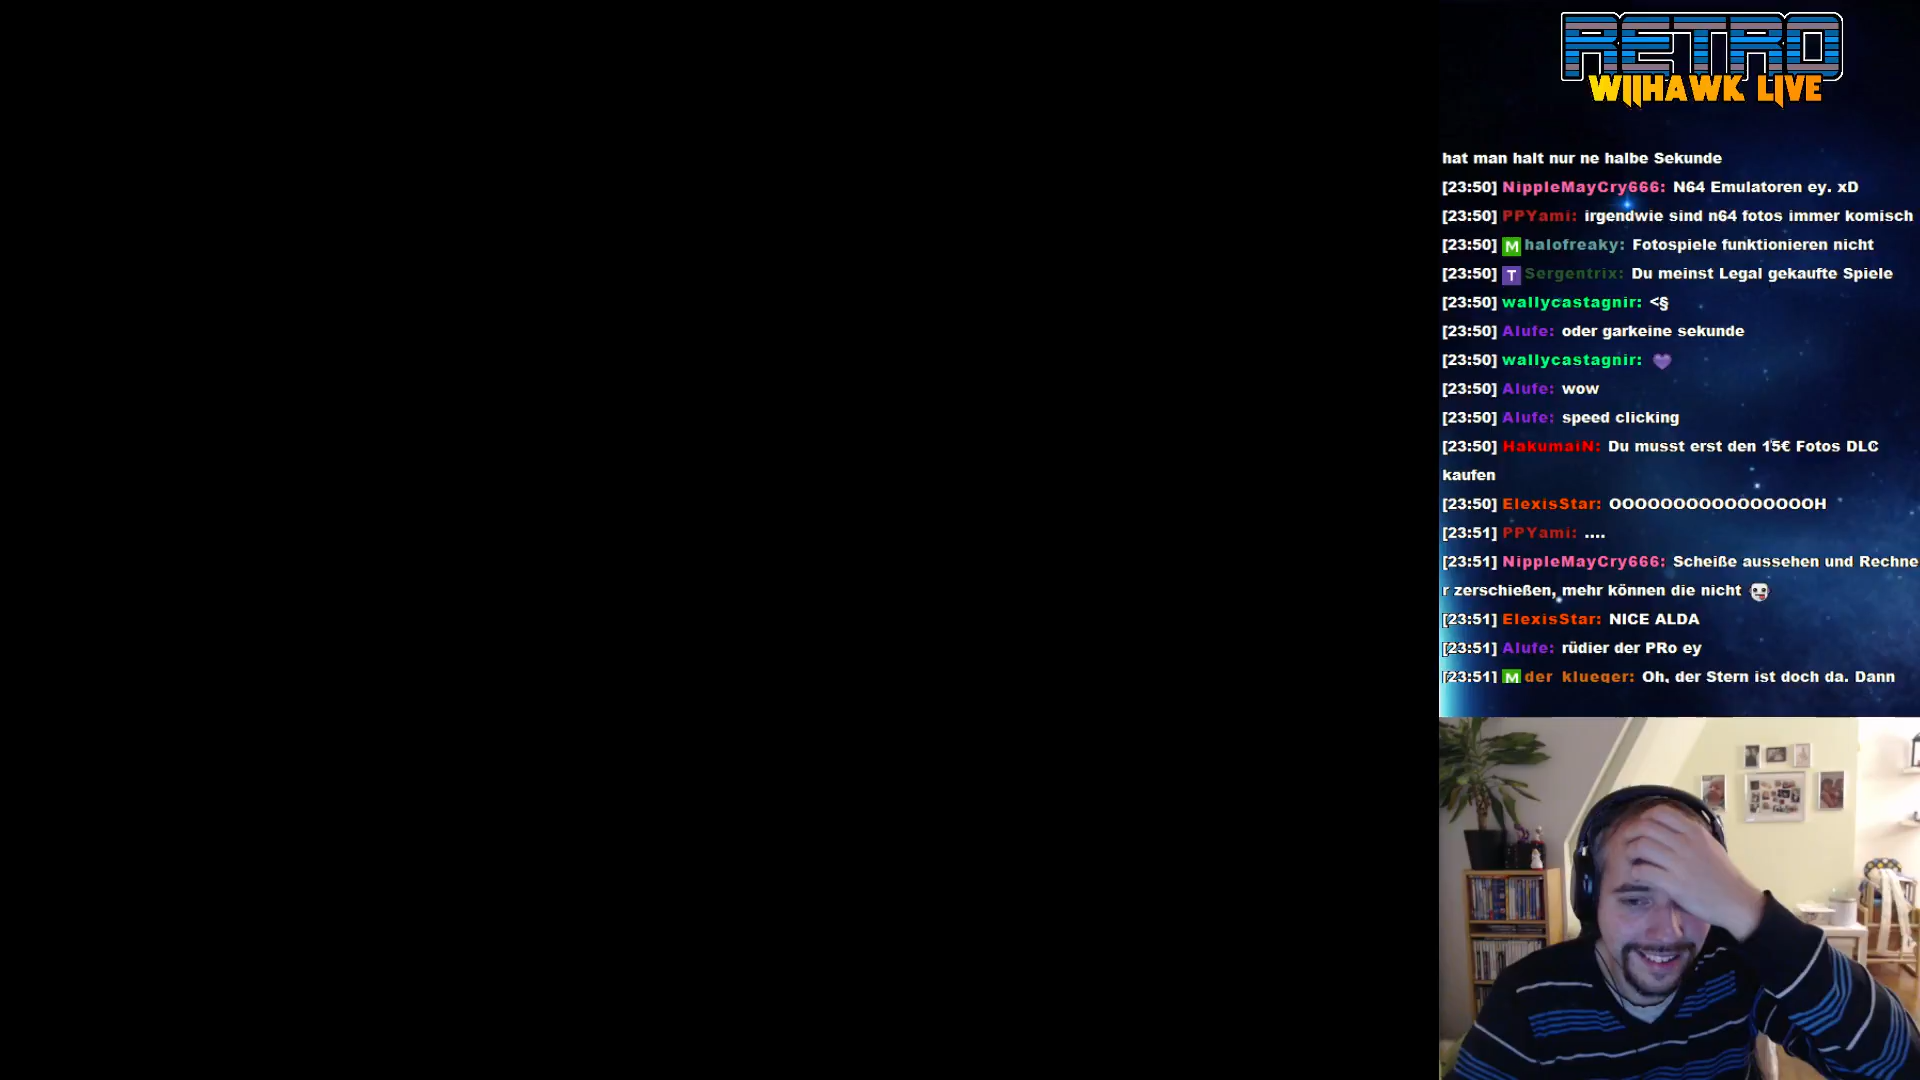 RETRO
WIIHAWK LIVE
hat man halt nur ne halbe Sekunde
[23:50] NippleMayCry666: N64 Emulatoren ey. xD
[23:50] PPYami: irgendwie sind n64 fotos immer komisch
[23:50] M halofreaky: Fotospiele funktionieren nicht
[23:50] T Sergentrix: Du meinst Legal gekaufte Spiele
[23:50] wallycastagnir: <§
[23:50] Alufe: oder garkeine sekunde
[23:50] wallycastagnir:
[23:50] Alufe: wow
[23:50] Alufe: speed clicking
[23:50] HakumaiN: Du musst erst den 15€ Fotos DLC
kaufen
[23:50] ElexisStar: OOOOOOOOOOOOOOOOH
[23:51] PPYami: ....
[23:51] NippleMayCry666: Scheiße aussehen und Rechne
r zerschießen, mehr können die nicht
[23:51] ElexisStar: NICE ALDA
[23:51] Alufe: rüdier der PRo ey
[23:51] M der_klueger: Oh, der Stern ist doch da. Dann